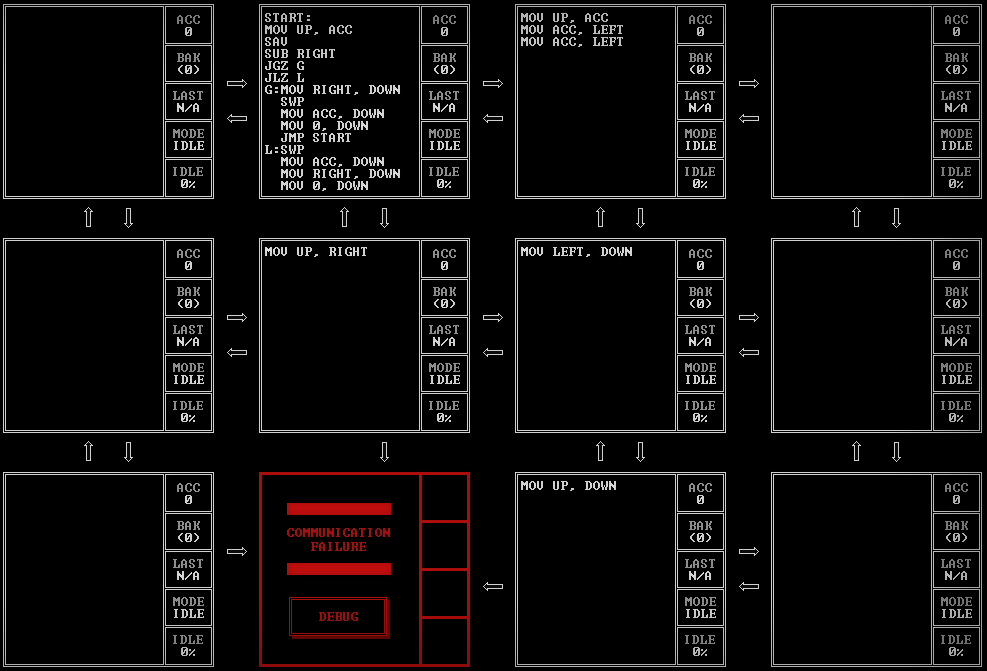 ACC
0
BAK
(0)
LAST
N/A
MODE
IDLE
IDLE
0%
START:
MOV UP, ACC
SAV
SUB RIGHT
JGZ G
JLZ L
G:MOV RIGHT, DOWN
SWP
MOV ACC, DOWN
MOV 0, DOWN
JMP START
L:SWP
MOV ACC, DOWN
MOV RIGHT, DOWN
MOV 0, DOWN
ACC
0
BAK
(0)
LAST
N/A
MODE
IDLE
IDLE
0%
MOV UP, ACC
MOV ACC, LEFT
MOV ACC, LEFT
ACC
0
BAK
(0)
LAST
N/A
MODE
IDLE
IDLE
0%
ACC
0
BAK
(0)
LAST
N/A
MODE
IDLE
IDLE
0%
ACC
0
BAK
(0)
LAST
N/A
MODE
IDLE
IDLE
0%
MOV UP, RIGHT
ACC
0
BAK
(0)
LAST
N/A
MODE
IDLE
IDLE
0%
MOV LEFT, DOWN
ACC
0
BAK
(0)
LAST
N/A
MODE
IDLE
IDLE
0%
ACC
0
BAK
(0)
LAST
N/A
MODE
IDLE
IDLE
0%
ACC
0
BAK
(0)
LAST
N/A
MODE
IDLE
IDLE
0%
COMMUNICATION
FAILURE
DEBUG
MOV UP, DOWN
ACC
0
BAK
(0)
LAST
N/A
MODE
IDLE
IDLE
0%
ACC
0
BAK
(0)
LAST
N/A
MODE
IDLE
IDLE
0%